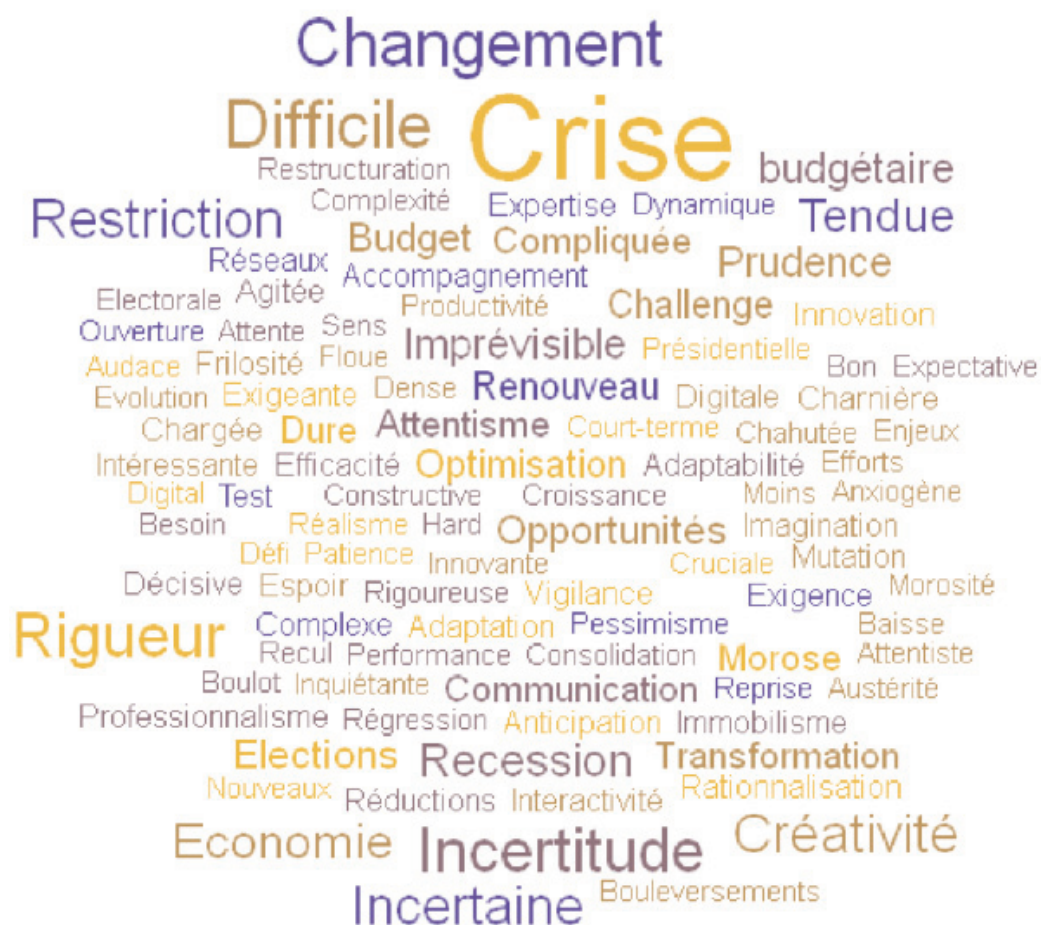 Changement
Difficile Crise
Restructuration budgétaire
Complexité Expertise Dynamique
Restriction Tendue
Budget Compliquée Prudence
Réseaux Accompagnement
Electorale Agitée Productivité Challenge Innovation
Ouverture Attente Sens Imprévisible Présidentielle
Audace Frilosité Floue Bon Expectative
Evolution Exigeante Dense Renouveau Digitale Charnière
Chargée Dure Attentisme Court-terme Chahutée Enjeux
Intéressante Efficacité Optimisation Adaptabilité Efforts
Digital Test Constructive Croissance Moins Anxiogène
Besoin Réalisme Hard Opportunités Imagination
Défi Patience Innovante Cruciale Mutation
Décisive Espoir Rigoureuse Vigilance Exigence Morosité
Rigueur Complexe Adaptation Pessimisme Baisse
Recul Performance Consolidation Morose Attentiste
Boulot Inquiétante Communication Reprise Austérité
Professionnalisme Régression Anticipation Immobilisme
Elections Recession Transformation
Nouveaux Réductions Interactivité Rationnalisation
Economie Incertitude Créativité
Incertaine Bouleversements